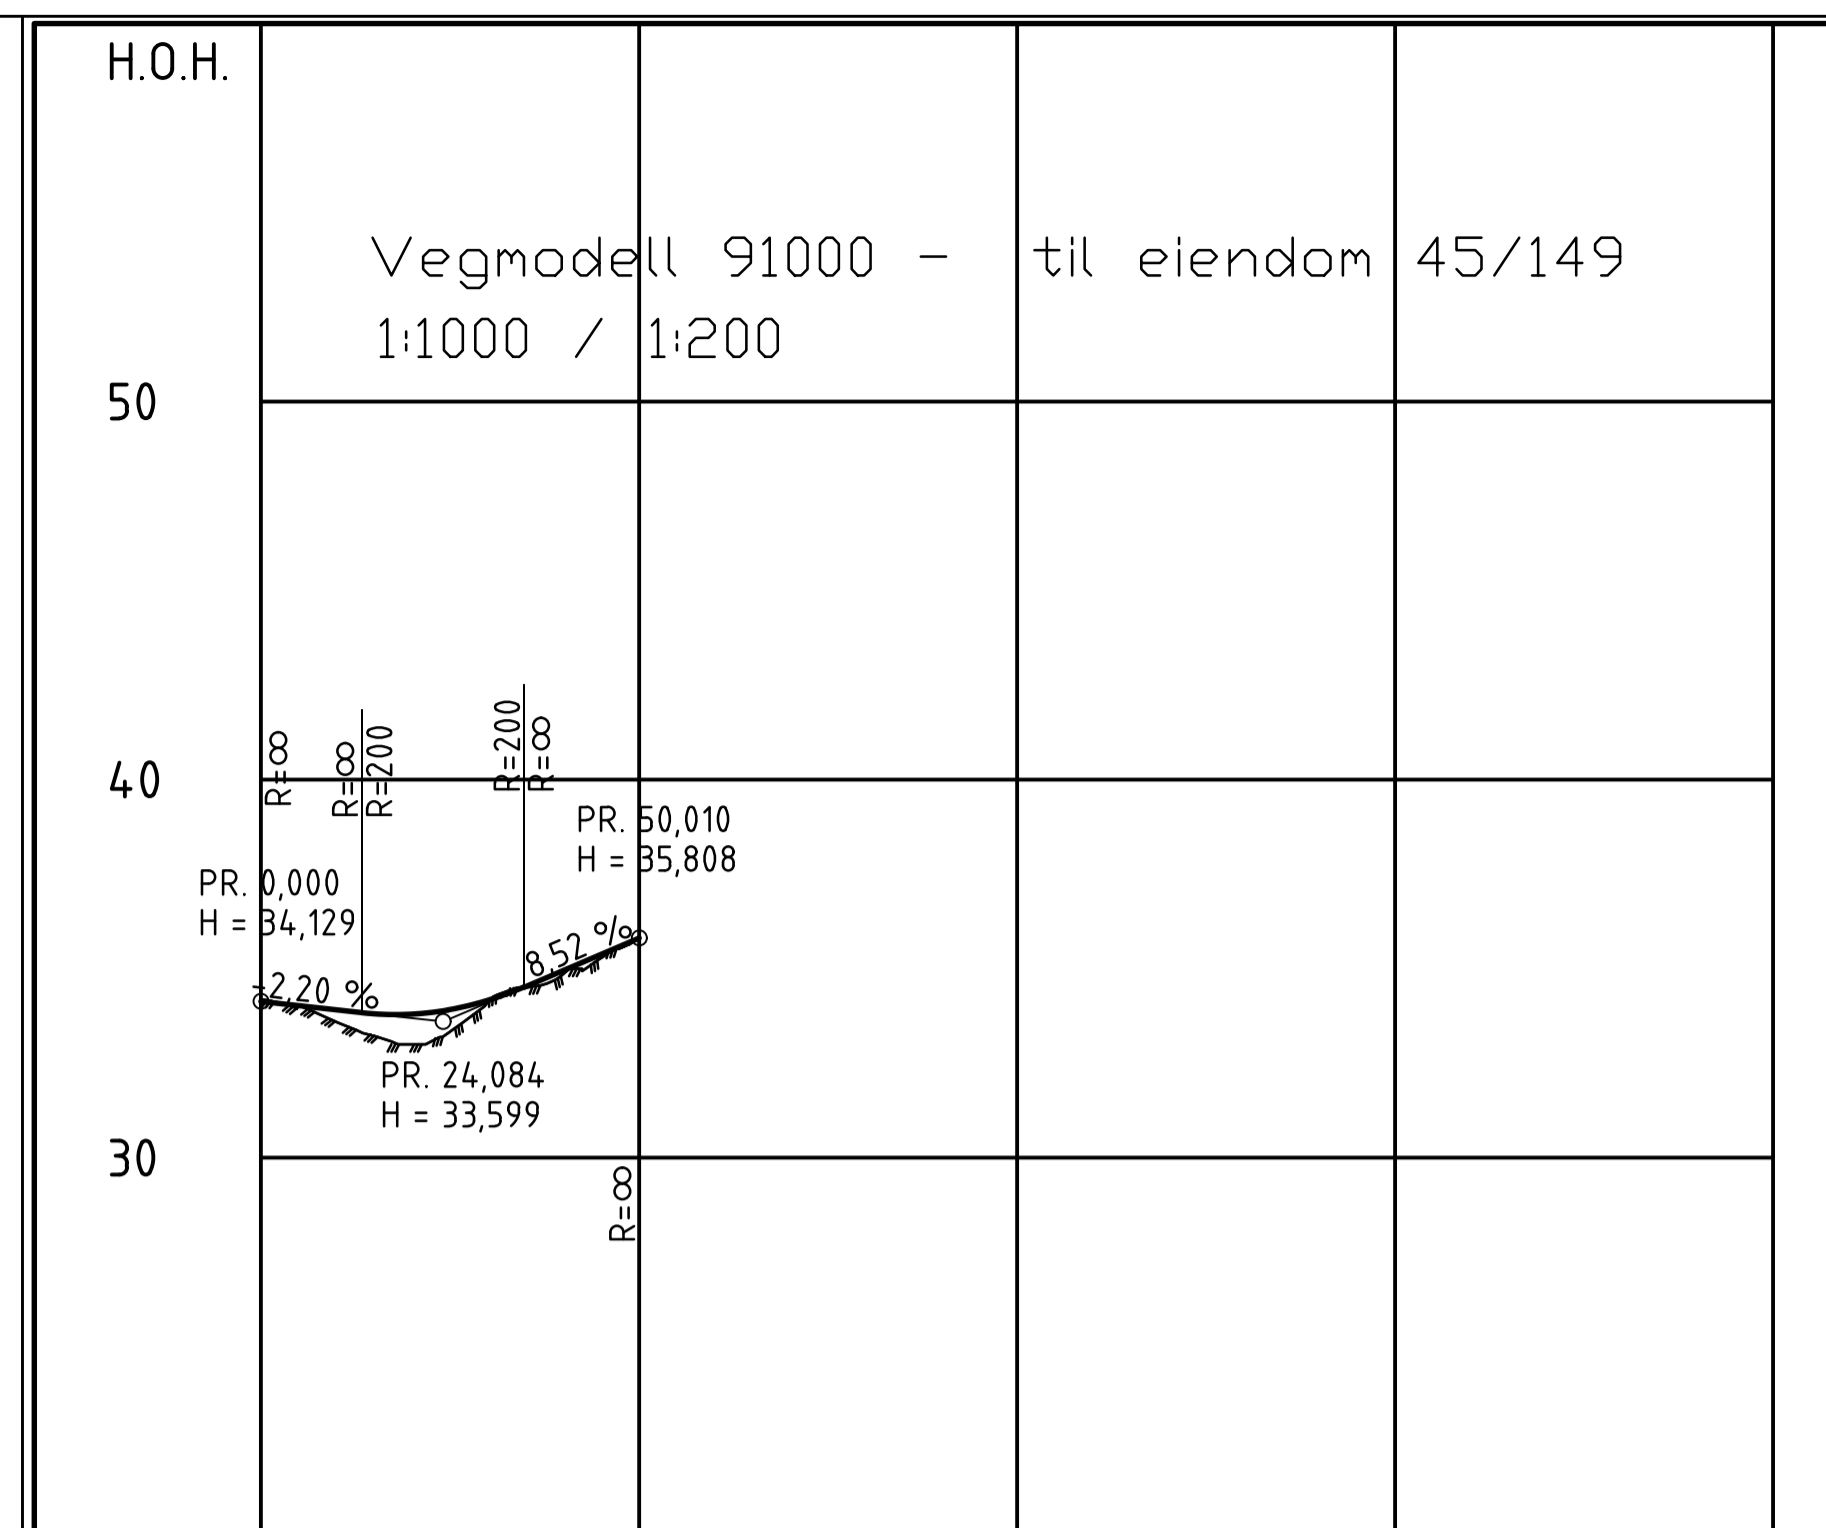 H.O.H.
Vegmodell 91000 - til eiendom 45/149
1:1000 / 1:200
50
R=∞
R=∞
R=200
R=200
R=∞
40
PR. 50,010
H = 35,808
PR. 0,000
H = 34,129
-2,20 %
8,52 %
PR. 24,084
H = 33,599
30
R=∞